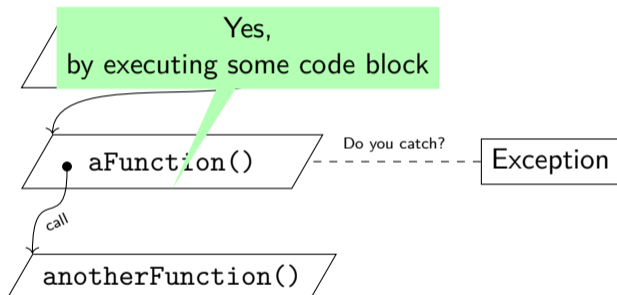 Yes,
by executing some code block
aFunction()
Do you catch?
Exception
call
anotherFunction()